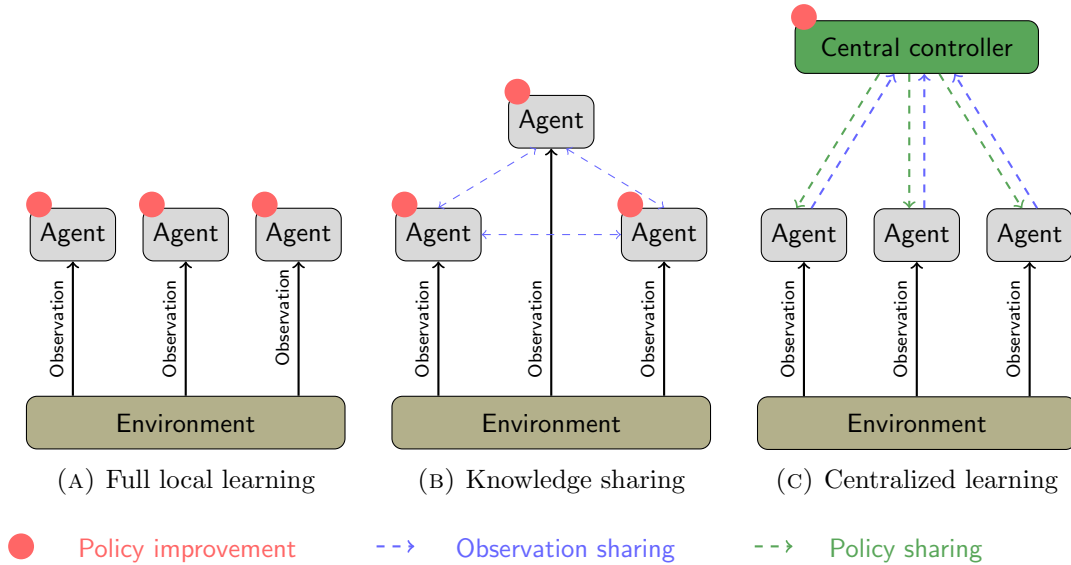 Central controller
Agent
Agent Agent Agent
Agent Agent
Agent Agent Agent
Observation Observation Observation
Observation Observation Observation
Observation Observation Observation
Environment
Environment
Environment
(A) Full local learning
(B) Knowledge sharing
(C) Centralized learning
Policy improvement
Observation sharing
Policy sharing